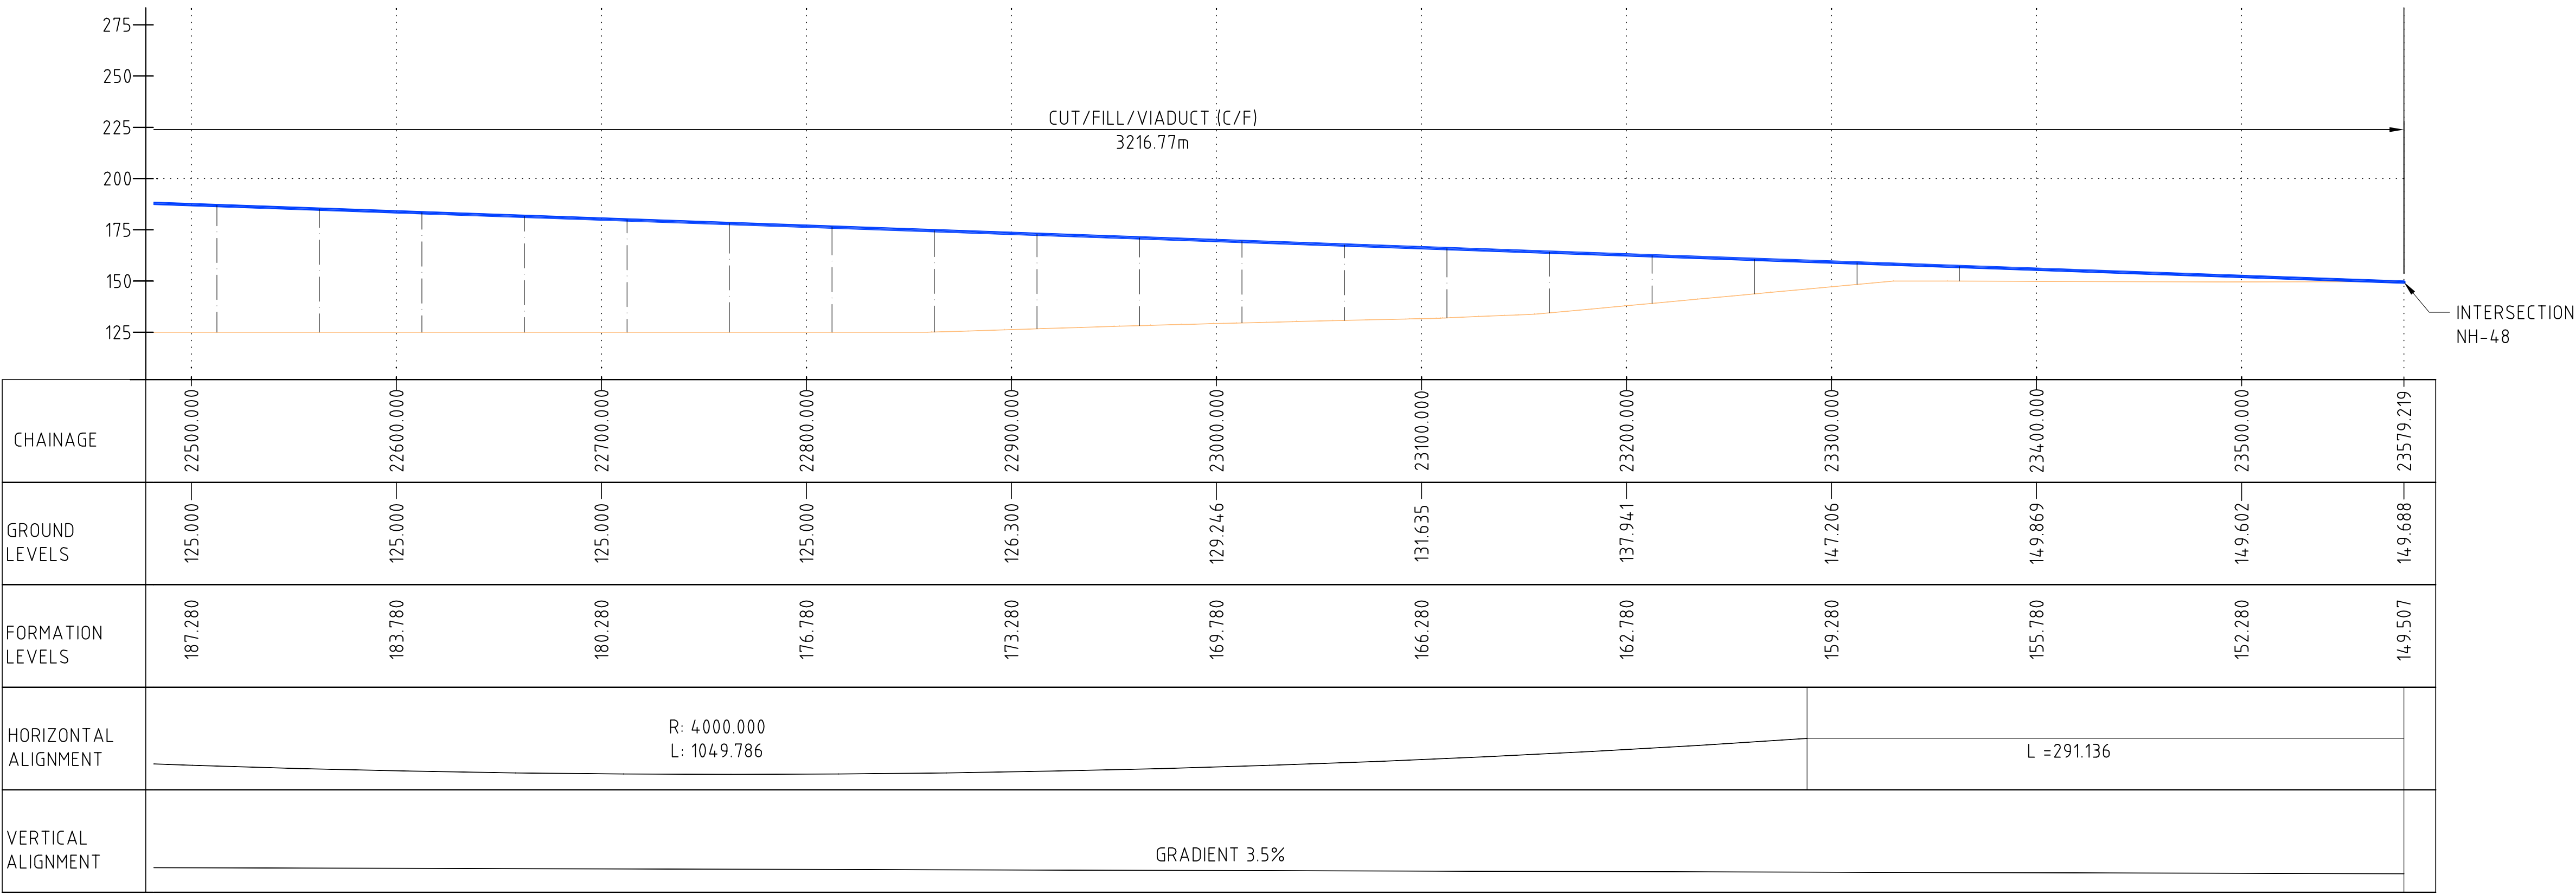 275
250
225
200
175
150
125
CUT/FILL/VIADUCT (C/F)
3216.77m
INTERSECTION
NH-48
CHAINAGE
22500.000
22600.000
22700.000
22800.000
22900.000
23000.000
23100.000
23200.000
23300.000
23400.000
23500.000
23579.219
GROUND
LEVELS
125.000
125.000
125.000
125.000
126.300
129.246
131.635
137.941
147.206
149.869
149.602
149.688
FORMATION
LEVELS
187.280
183.780
180.280
176.780
173.280
169.780
166.280
162.780
159.280
155.780
152.280
149.507
HORIZONTAL
ALIGNMENT
R: 4000.000
L: 1049.786
L =291.136
VERTICAL
ALIGNMENT
GRADIENT 3.5%